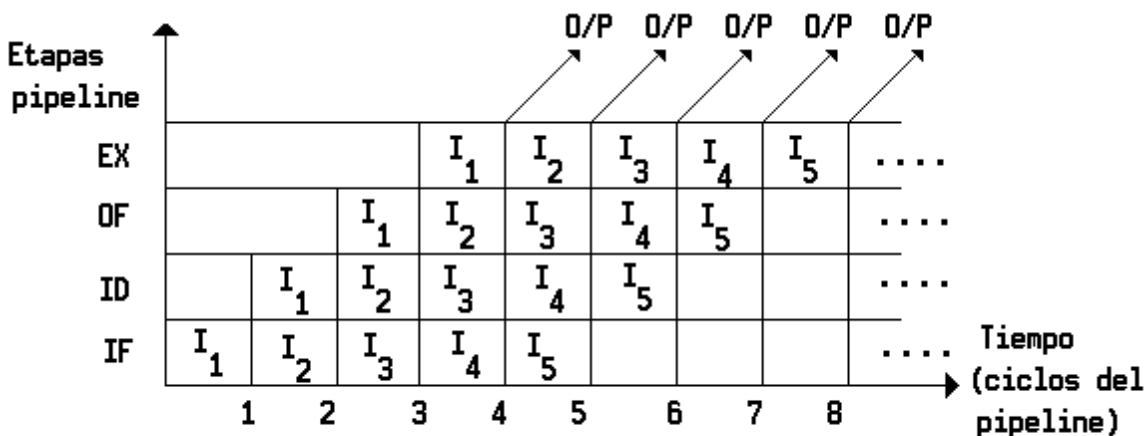 O/P O/P O/P O/P O/P
Etapas
pipeline
EX I1 I2 I3 I4 I5 ....
OF I1 I2 I3 I4 I5 ....
ID I1 I2 I3 I4 I5 ....
IF I1 I2 I3 I4 I5 ....
Tiempo
(ciclos del
pipeline)
1 2 3 4 5 6 7 8